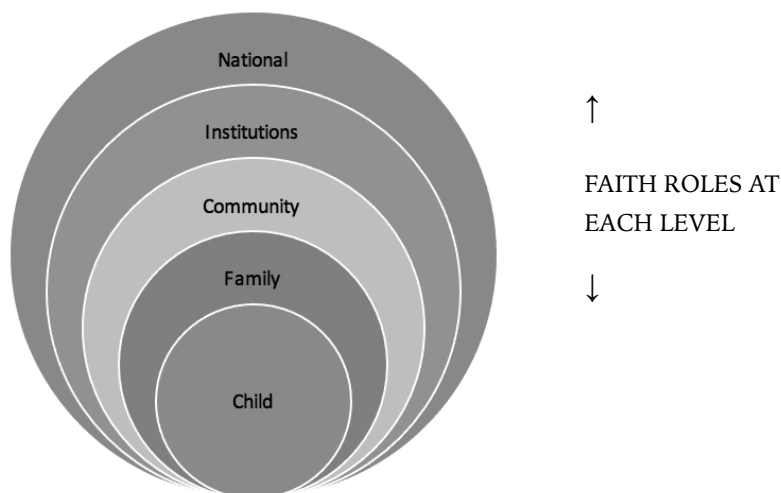 National
Institutions
Community
Family
Child
↑
FAITH ROLES AT
EACH LEVEL
↓